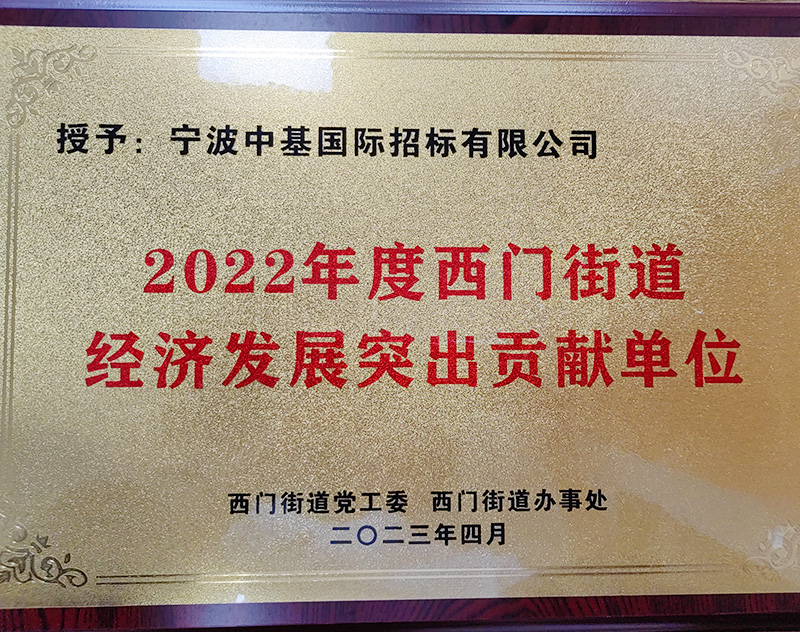 授予：宁波中基国际招标有限公司
2022年度西门街道
经济发展突出贡献单位
西门街道党工委 西门街道办事处
二〇二三年四月